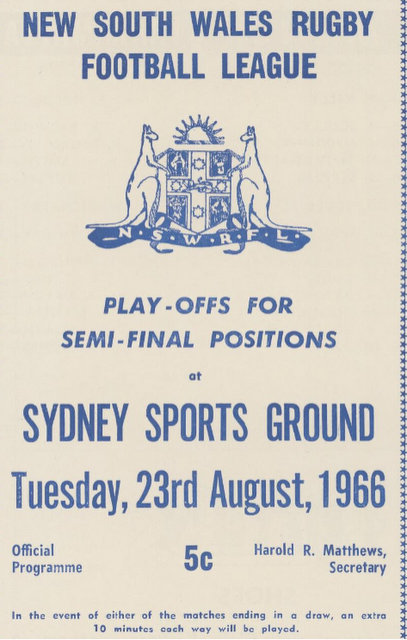 NEW SOUTH WALES RUGBY
FOOTBALL LEAGUE
N.S.W.R.F.L.
PLAY-OFFS FOR
SEMI-FINAL POSITIONS
at
SYDNEY SPORTS GROUND
Tuesday, 23rd August, 1966
Official
Programme
5c
Harold R. Matthews,
Secretary
In the event of either of the matches ending in a draw, an extra
10 minutes each way will be played.